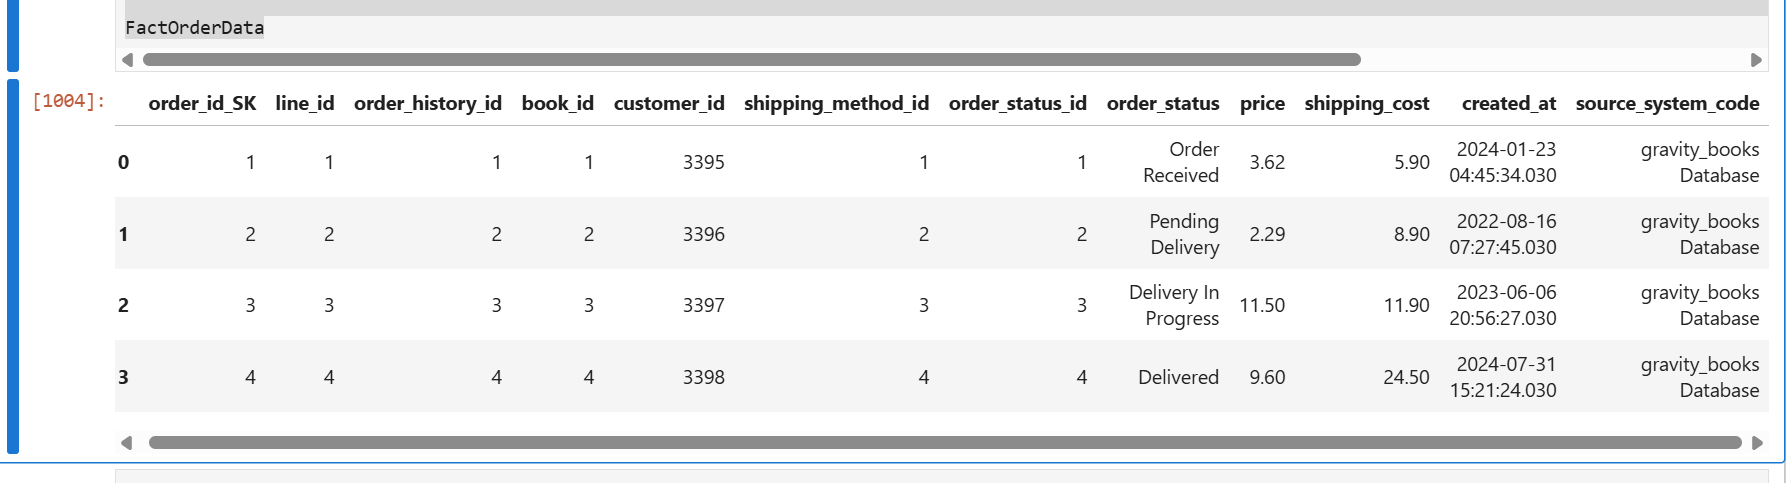 FactOrderData
[1004]:
order_id_SK line_id order_history_id book_id customer_id shipping_method_id order_status_id order_status price shipping_cost created_at source_system_code
0 1 1 1 1 3395 1 1 Order Received 3.62 5.90 2024-01-23 04:45:34.030 gravity_books Database
1 2 2 2 2 3396 2 2 Pending Delivery 2.29 8.90 2022-08-16 07:27:45.030 gravity_books Database
2 3 3 3 3 3397 3 3 Delivery In Progress 11.50 11.90 2023-06-06 20:56:27.030 gravity_books Database
3 4 4 4 4 3398 4 4 Delivered 9.60 24.50 2024-07-31 15:21:24.030 gravity_books Database